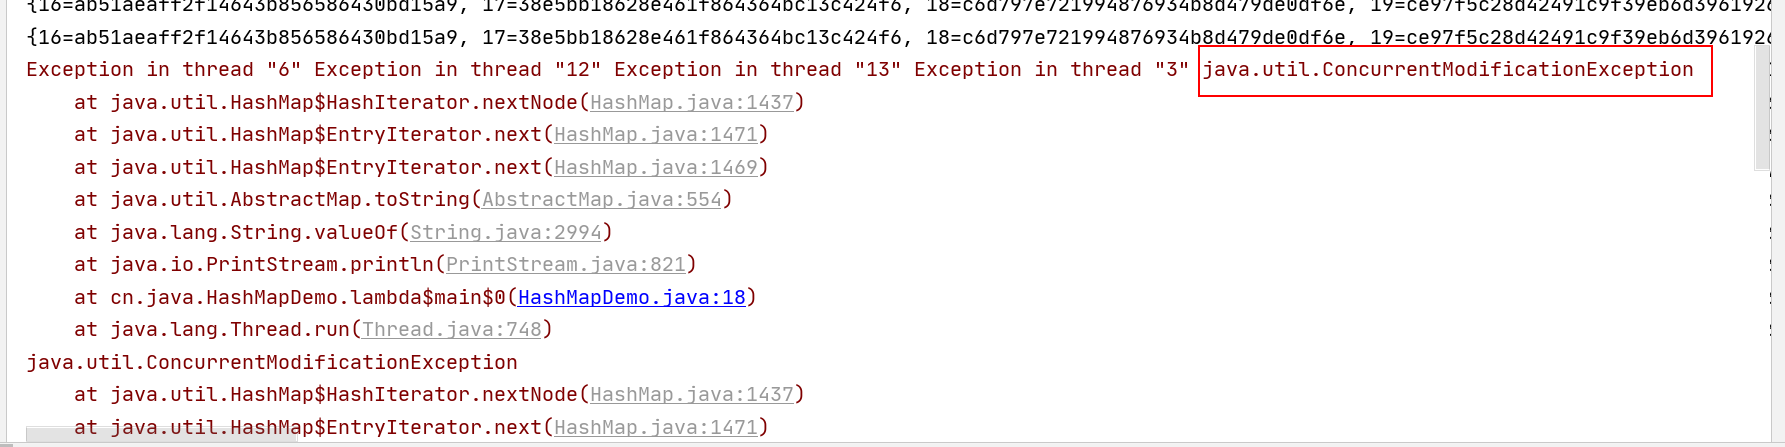 {16=ab51aeaff2f14643b856586430bd15a9, 17=38e5bb18628e461f864364bc13c424f6, 18=c6d797e721994876934b8d479de0df6e, 19=ce97f5c28d42491c9f39eb6d3961926
{16=ab51aeaff2f14643b856586430bd15a9, 17=38e5bb18628e461f864364bc13c424f6, 18=c6d797e721994876934b8d479de0df6e, 19=ce97f5c28d42491c9f39eb6d3961926
Exception in thread "6" Exception in thread "12" Exception in thread "13" Exception in thread "3" java.util.ConcurrentModificationException
    at java.util.HashMap$HashIterator.nextNode(HashMap.java:1437)
    at java.util.HashMap$EntryIterator.next(HashMap.java:1471)
    at java.util.HashMap$EntryIterator.next(HashMap.java:1469)
    at java.util.AbstractMap.toString(AbstractMap.java:554)
    at java.lang.String.valueOf(String.java:2994)
    at java.io.PrintStream.println(PrintStream.java:821)
    at cn.java.HashMapDemo.lambda$main$0(HashMapDemo.java:18)
    at java.lang.Thread.run(Thread.java:748)
java.util.ConcurrentModificationException
    at java.util.HashMap$HashIterator.nextNode(HashMap.java:1437)
    at java.util.HashMap$EntryIterator.next(HashMap.java:1471)